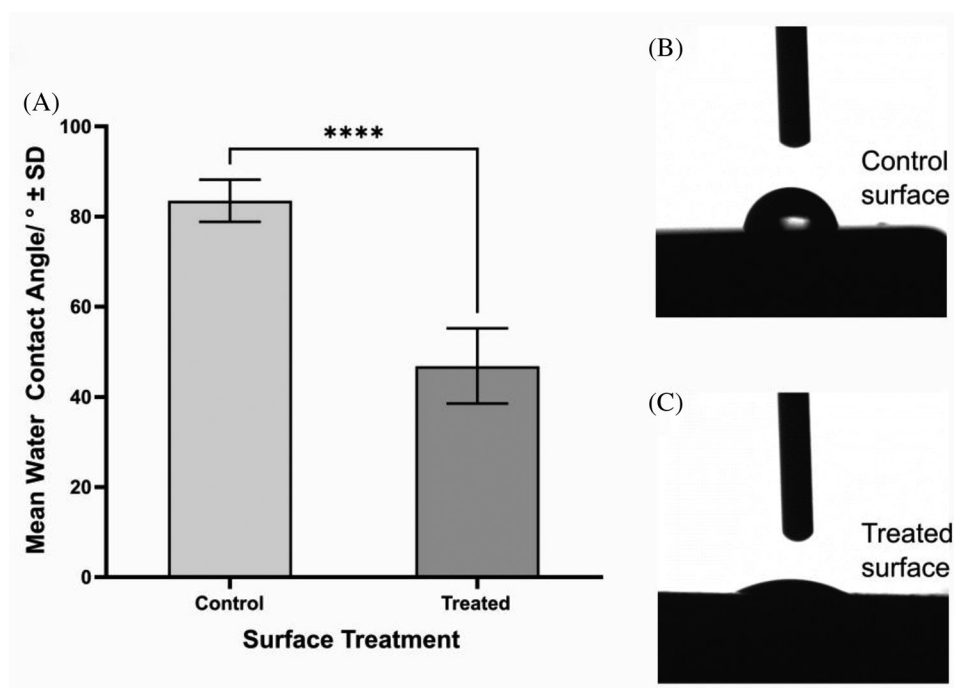 (A)
100
80
60
40
20
0
Mean Water Contact Angle/ ° ± SD
****
Control
Treated
Surface Treatment
(B)
Control
surface
(C)
Treated
surface